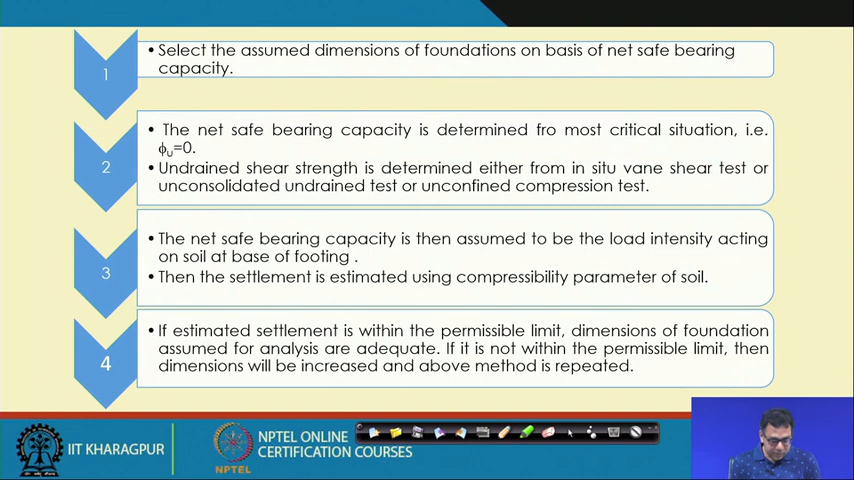 1
• Select the assumed dimensions of foundations on basis of net safe bearing
capacity.
2
• The net safe bearing capacity is determined fro most critical situation, i.e.
ϕᵤ=0.
• Undrained shear strength is determined either from in situ vane shear test or
unconsolidated undrained test or unconfined compression test.
3
• The net safe bearing capacity is then assumed to be the load intensity acting
on soil at base of footing .
• Then the settlement is estimated using compressibility parameter of soil.
4
• If estimated settlement is within the permissible limit, dimensions of foundation
assumed for analysis are adequate. If it is not within the permissible limit, then
dimensions will be increased and above method is repeated.
IIT KHARAGPUR
NPTEL
NPTEL ONLINE
CERTIFICATION COURSES